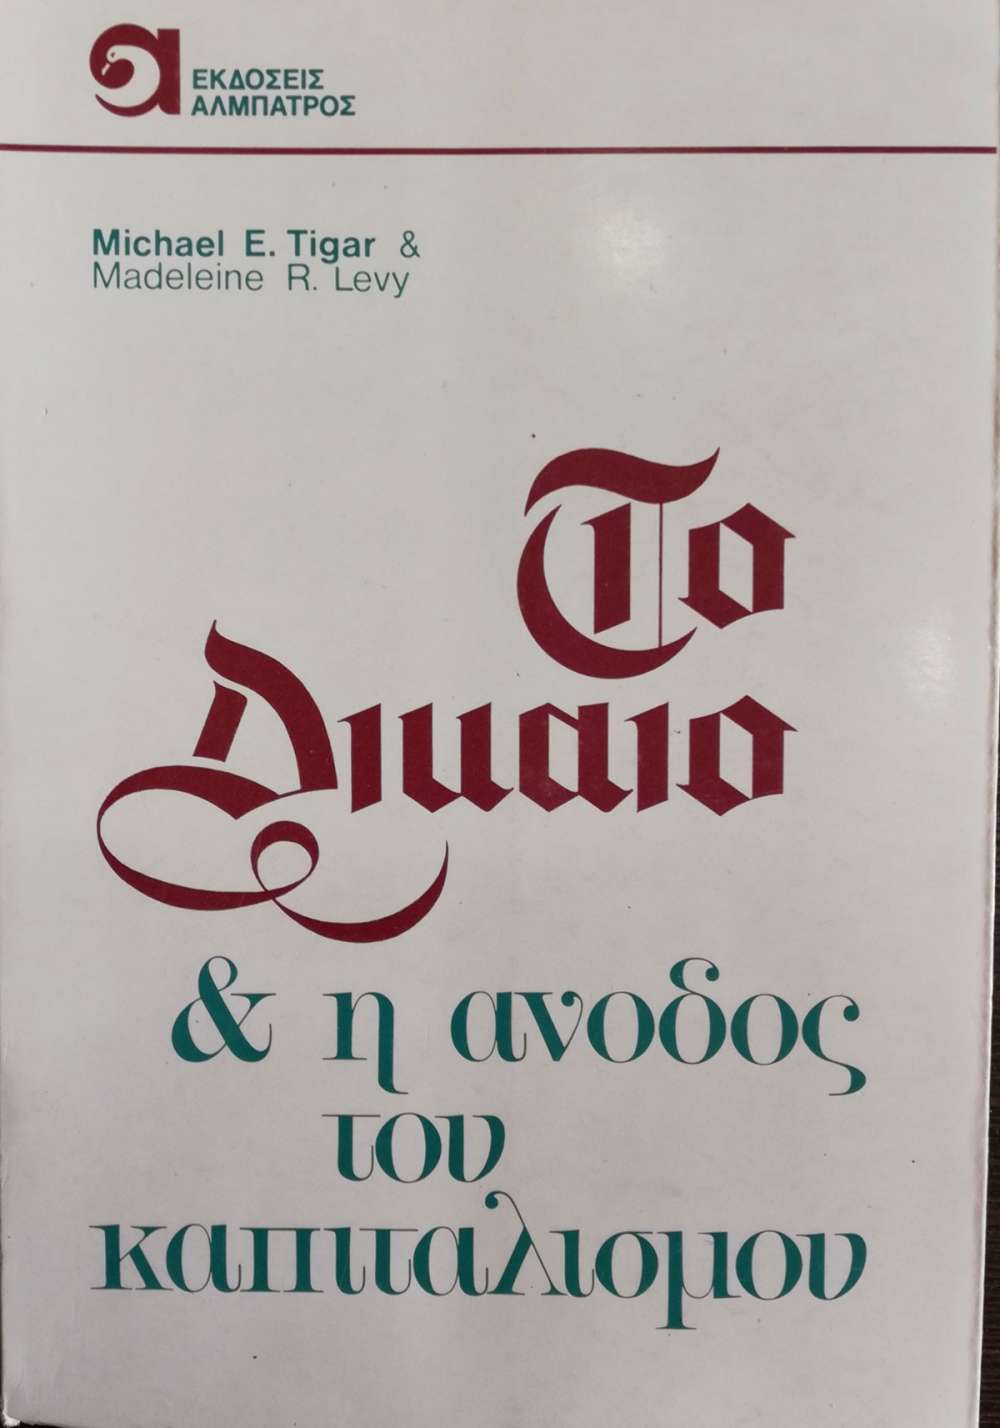 ΕΚΔΟΣΕΙΣ
ΑΛΜΠΑΤΡΟΣ
Michael E. Tigar &
Madeleine R. Levy
Το
Δικαιο
& η ανοδος
του
καπιταλισμου